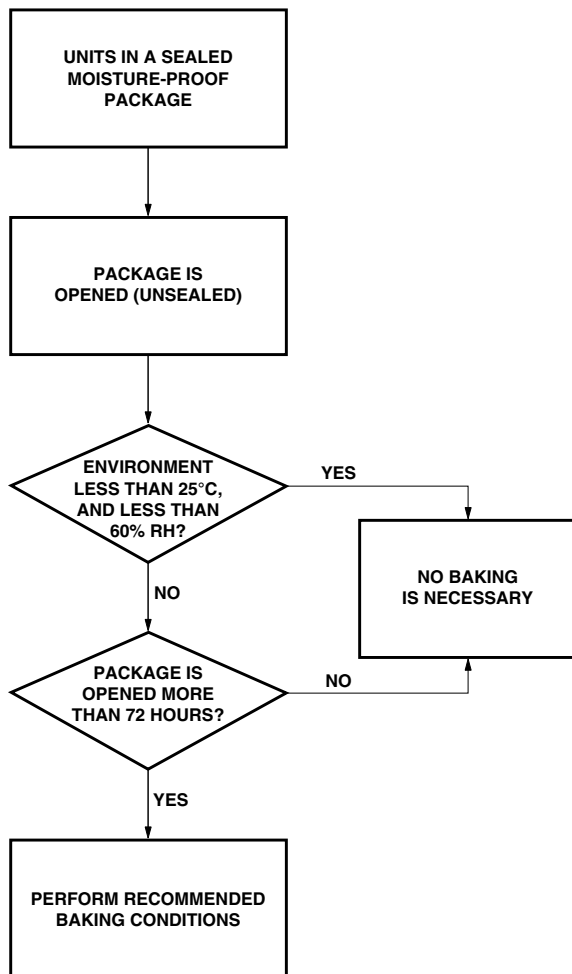 UNITS IN A SEALED
MOISTURE-PROOF
PACKAGE
PACKAGE IS
OPENED (UNSEALED)
ENVIRONMENT
LESS THAN 25°C,
AND LESS THAN
60% RH?
YES
NO BAKING
IS NECESSARY
NO
PACKAGE IS
OPENED MORE
THAN 72 HOURS?
NO
YES
PERFORM RECOMMENDED
BAKING CONDITIONS